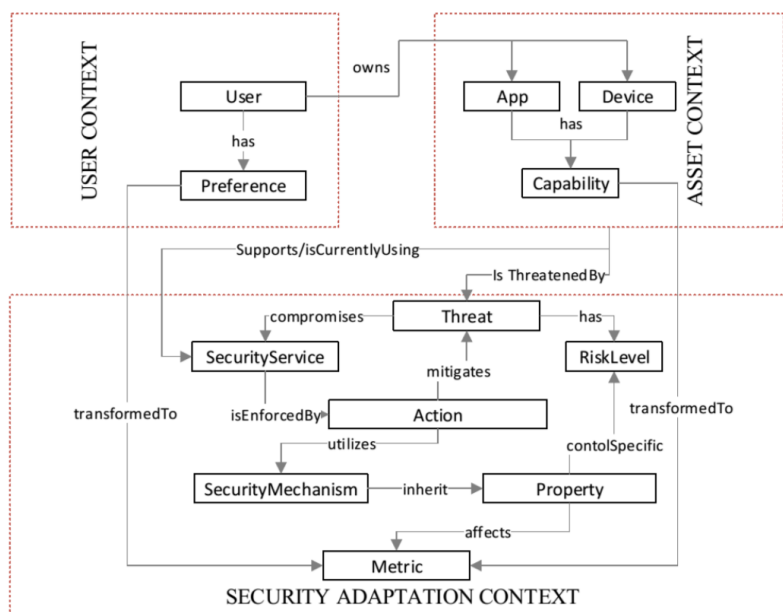 USER CONTEXT
owns
User
has
Preference
App
Device
has
Capability
ASSET CONTEXT
Supports/isCurrentlyUsing
Is ThreatenedBy
compromises
Threat
has
SecurityService
RiskLevel
mitigates
transformedTo
isEnforcedBy
Action
transformedTo
utilizes
contolSpecific
SecurityMechanism
inherit
Property
affects
Metric
SECURITY ADAPTATION CONTEXT